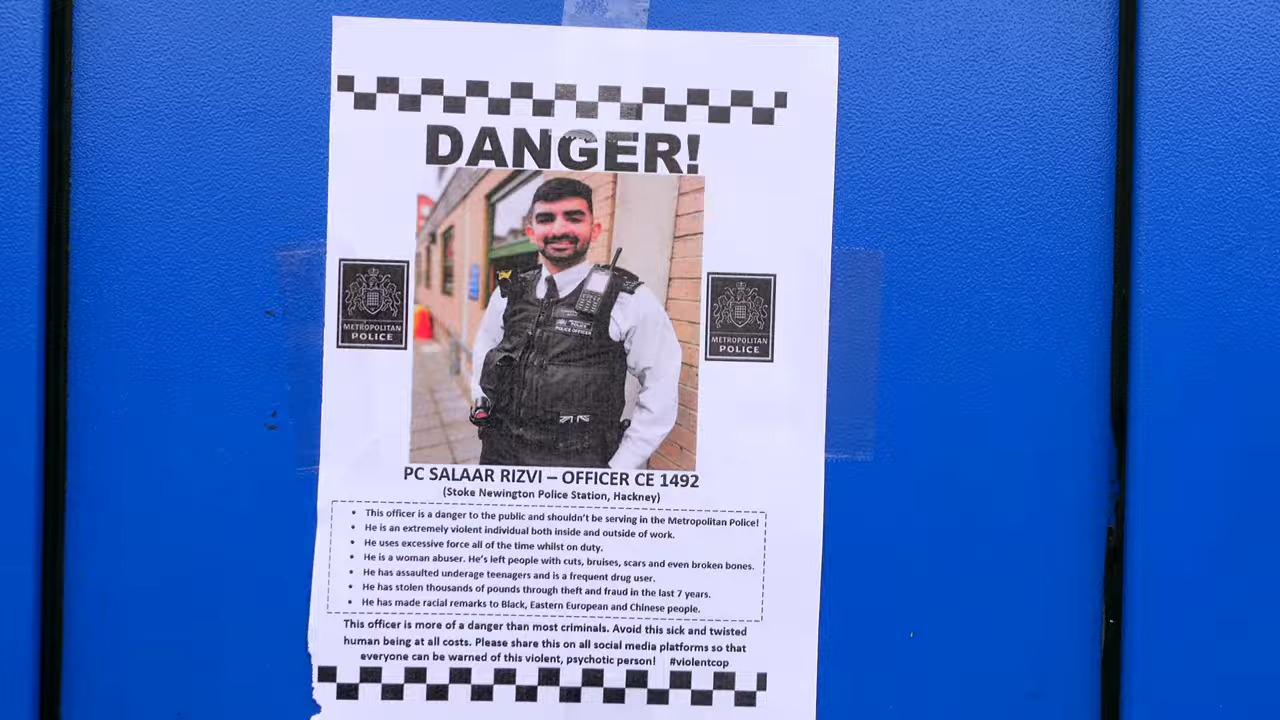 DANGER!
METROPOLITAN
POLICE
METROPOLITAN
POLICE
POLICE
POLICE OFFICER
PC SALAAR RIZVI – OFFICER CE 1492
(Stoke Newington Police Station, Hackney)
• This officer is a danger to the public and shouldn't be serving in the Metropolitan Police!
• He is an extremely violent individual both inside and outside of work.
• He uses excessive force all of the time whilst on duty.
• He is a woman abuser. He's left people with cuts, bruises, scars and even broken bones.
• He has assaulted underage teenagers and is a frequent drug user.
• He has stolen thousands of pounds through theft and fraud in the last 7 years.
• He has made racial remarks to Black, Eastern European and Chinese people.
This officer is more of a danger than most criminals. Avoid this sick and twisted
human being at all costs. Please share this on all social media platforms so that
everyone can be warned of this violent, psychotic person! #violentcop